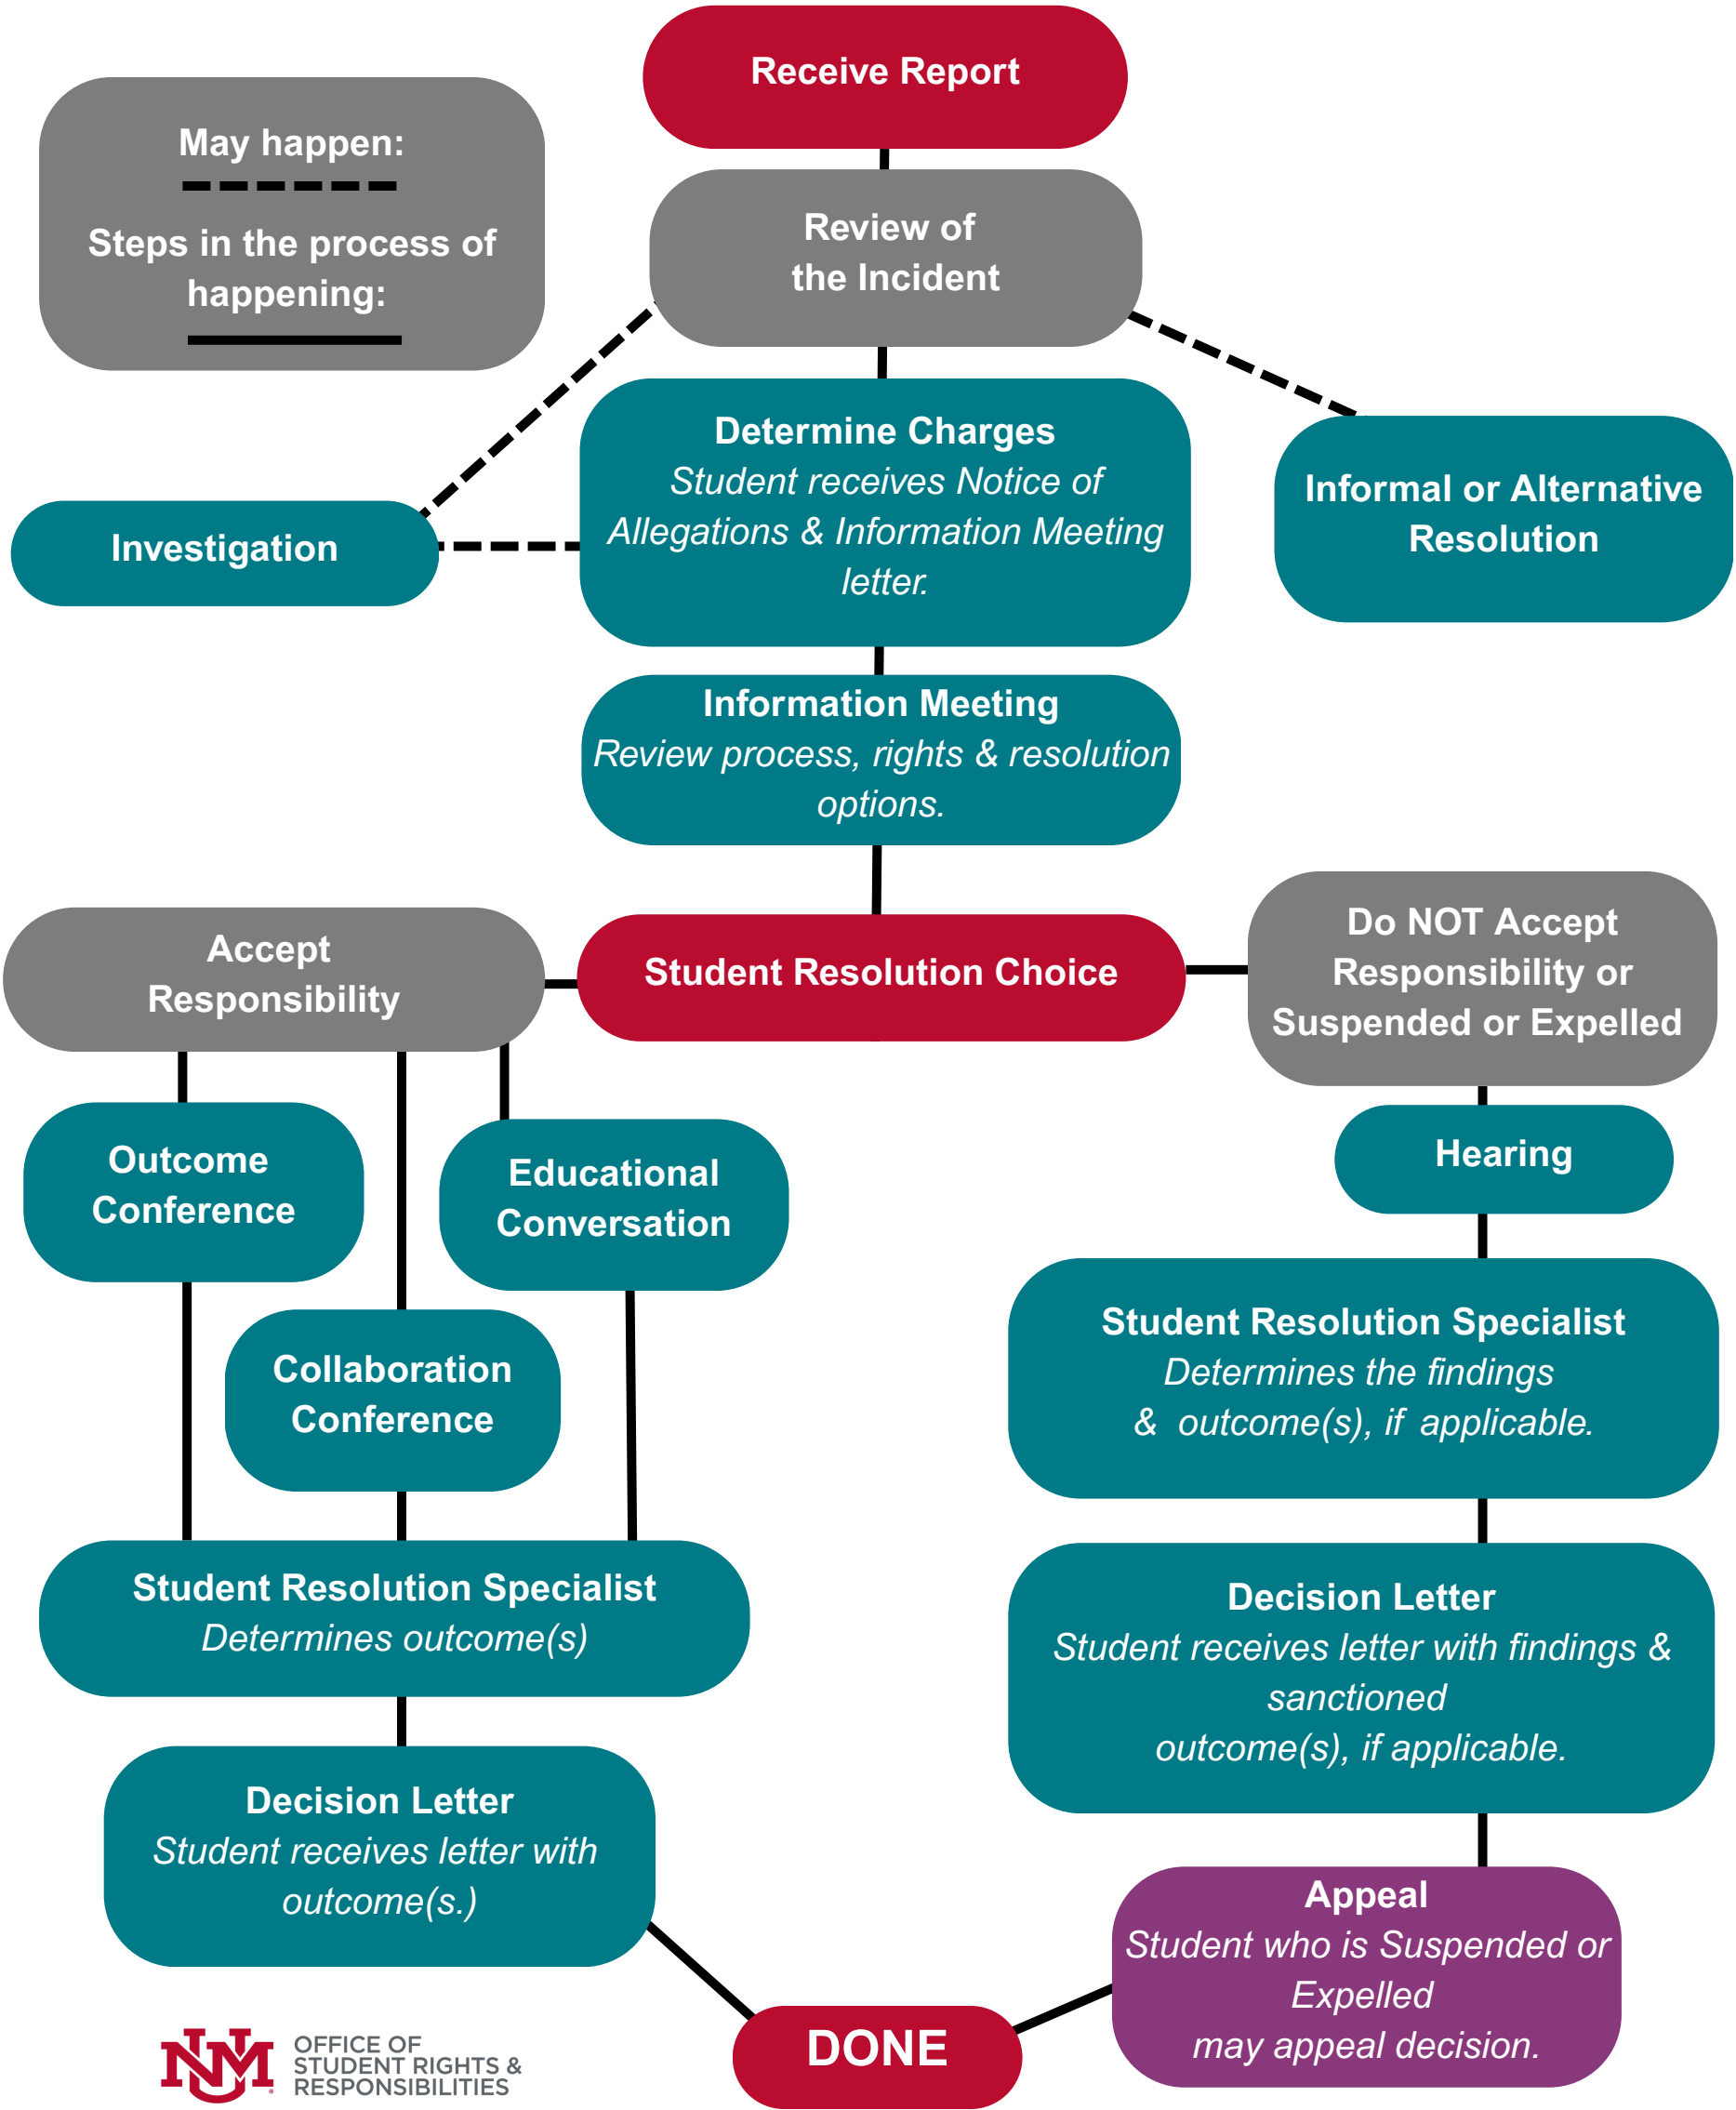 Receive Report
May happen:
Steps in the process of
happening:
Review of
the Incident
Determine Charges
Student receives Notice of
Allegations & Information Meeting
letter.
Investigation
Informal or Alternative
Resolution
Information Meeting
Review process, rights & resolution
options.
Accept
Responsibility
Student Resolution Choice
Do NOT Accept
Responsibility or
Suspended or Expelled
Outcome
Conference
Educational
Conversation
Collaboration
Conference
Hearing
Student Resolution Specialist
Determines the findings
& outcome(s), if applicable.
Student Resolution Specialist
Determines outcome(s)
Decision Letter
Student receives letter with findings &
sanctioned
outcome(s), if applicable.
Decision Letter
Student receives letter with
outcome(s.)
Appeal
Student who is Suspended or
Expelled
may appeal decision.
DONE
UNM
OFFICE OF
STUDENT RIGHTS &
RESPONSIBILITIES